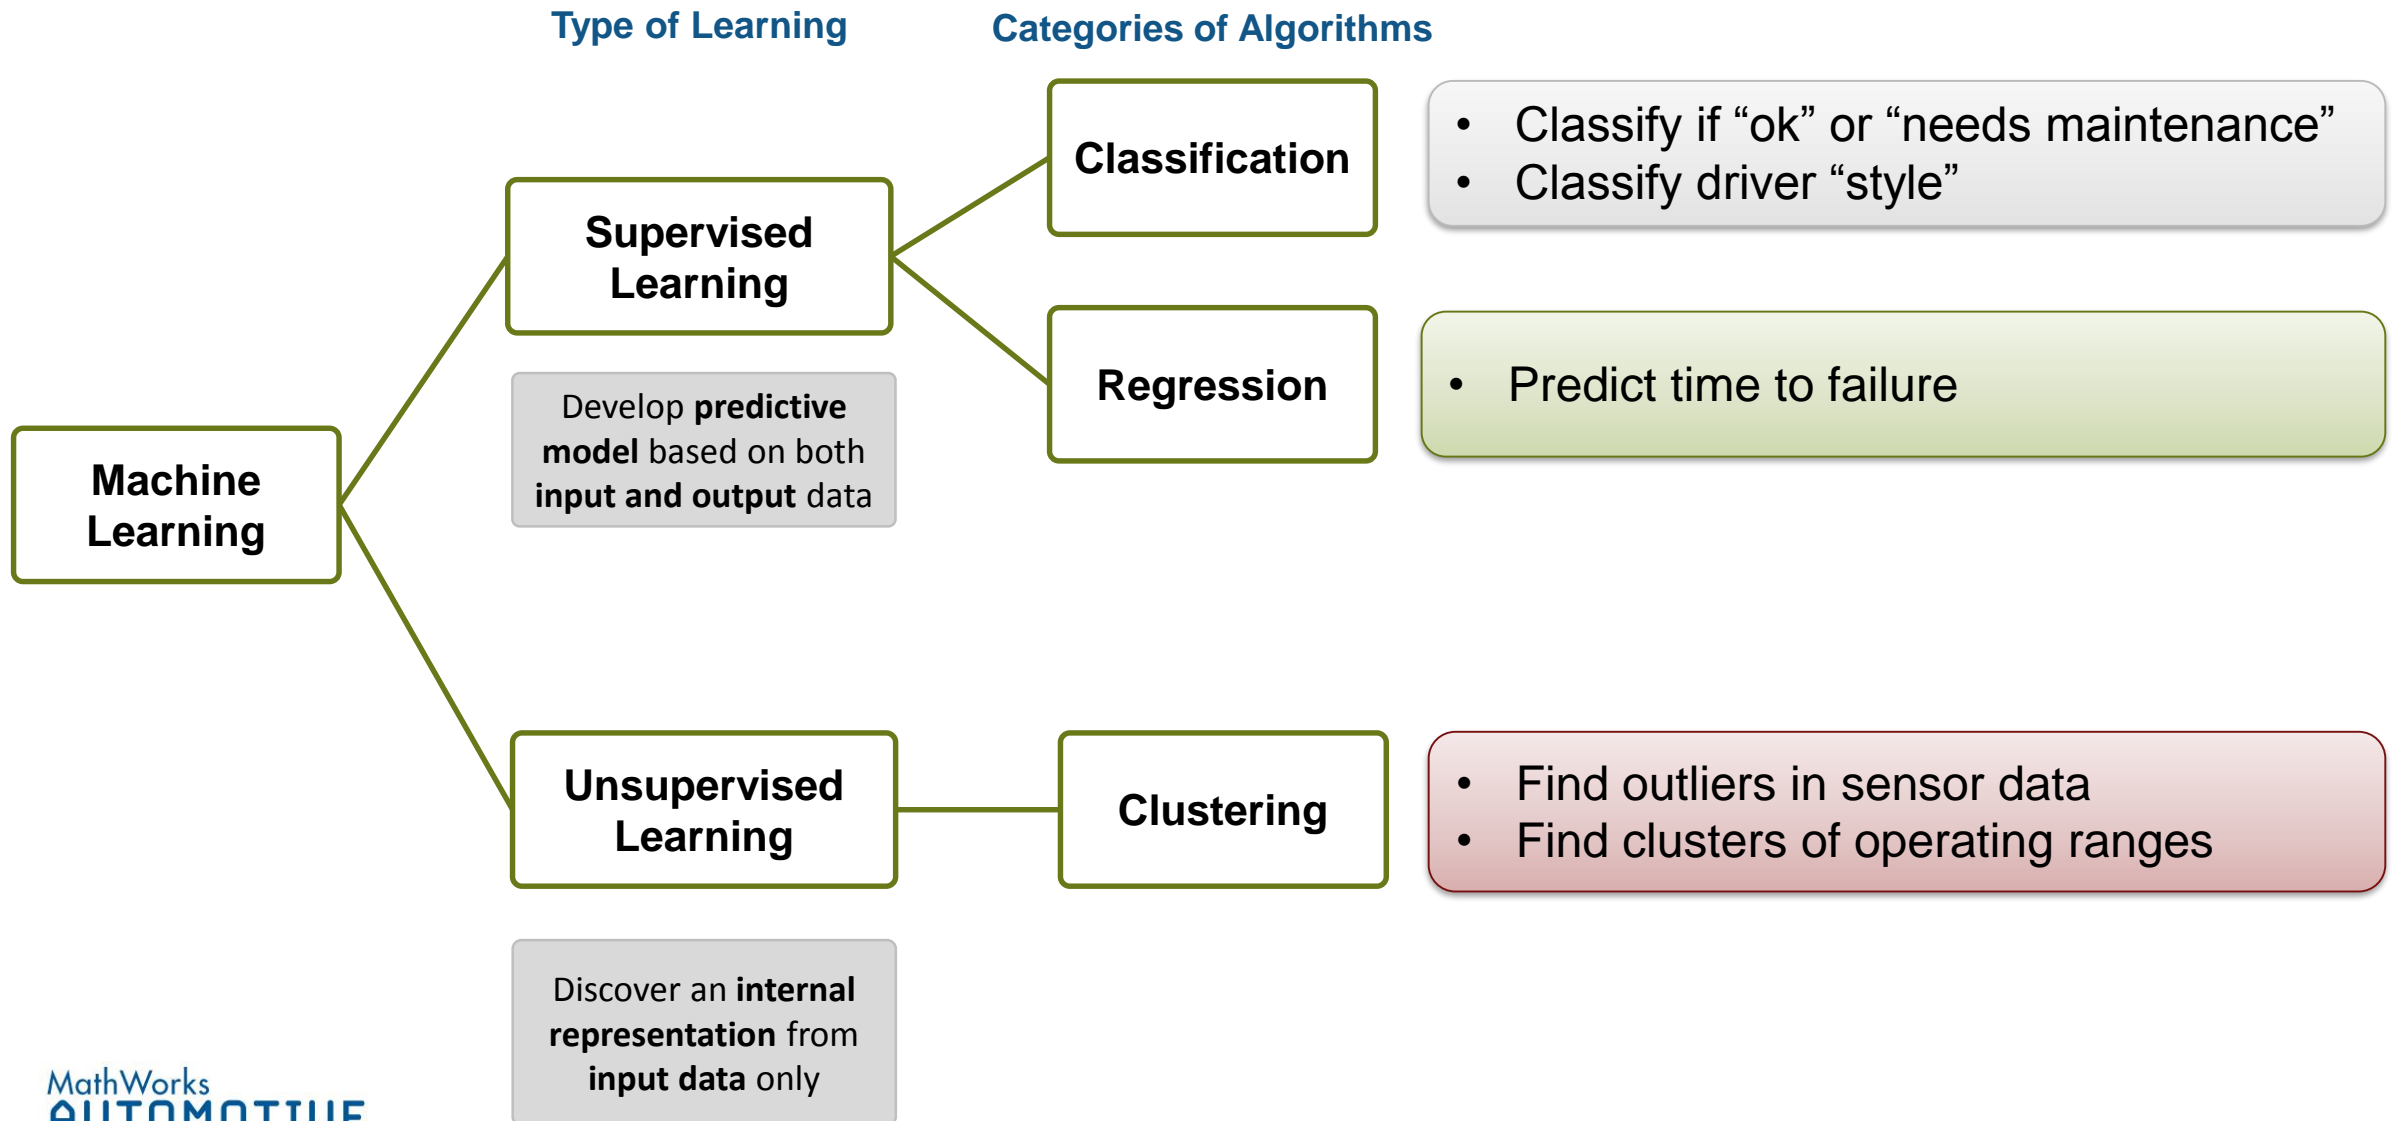 Type of Learning
Categories of Algorithms
Classification
• Classify if “ok” or “needs maintenance”
• Classify driver “style”
Supervised
Learning
Regression
• Predict time to failure
Develop predictive
model based on both
input and output data
Machine
Learning
Unsupervised
Learning
Clustering
• Find outliers in sensor data
• Find clusters of operating ranges
Discover an internal
representation from
input data only
MathWorks
AUTOMOTIVE